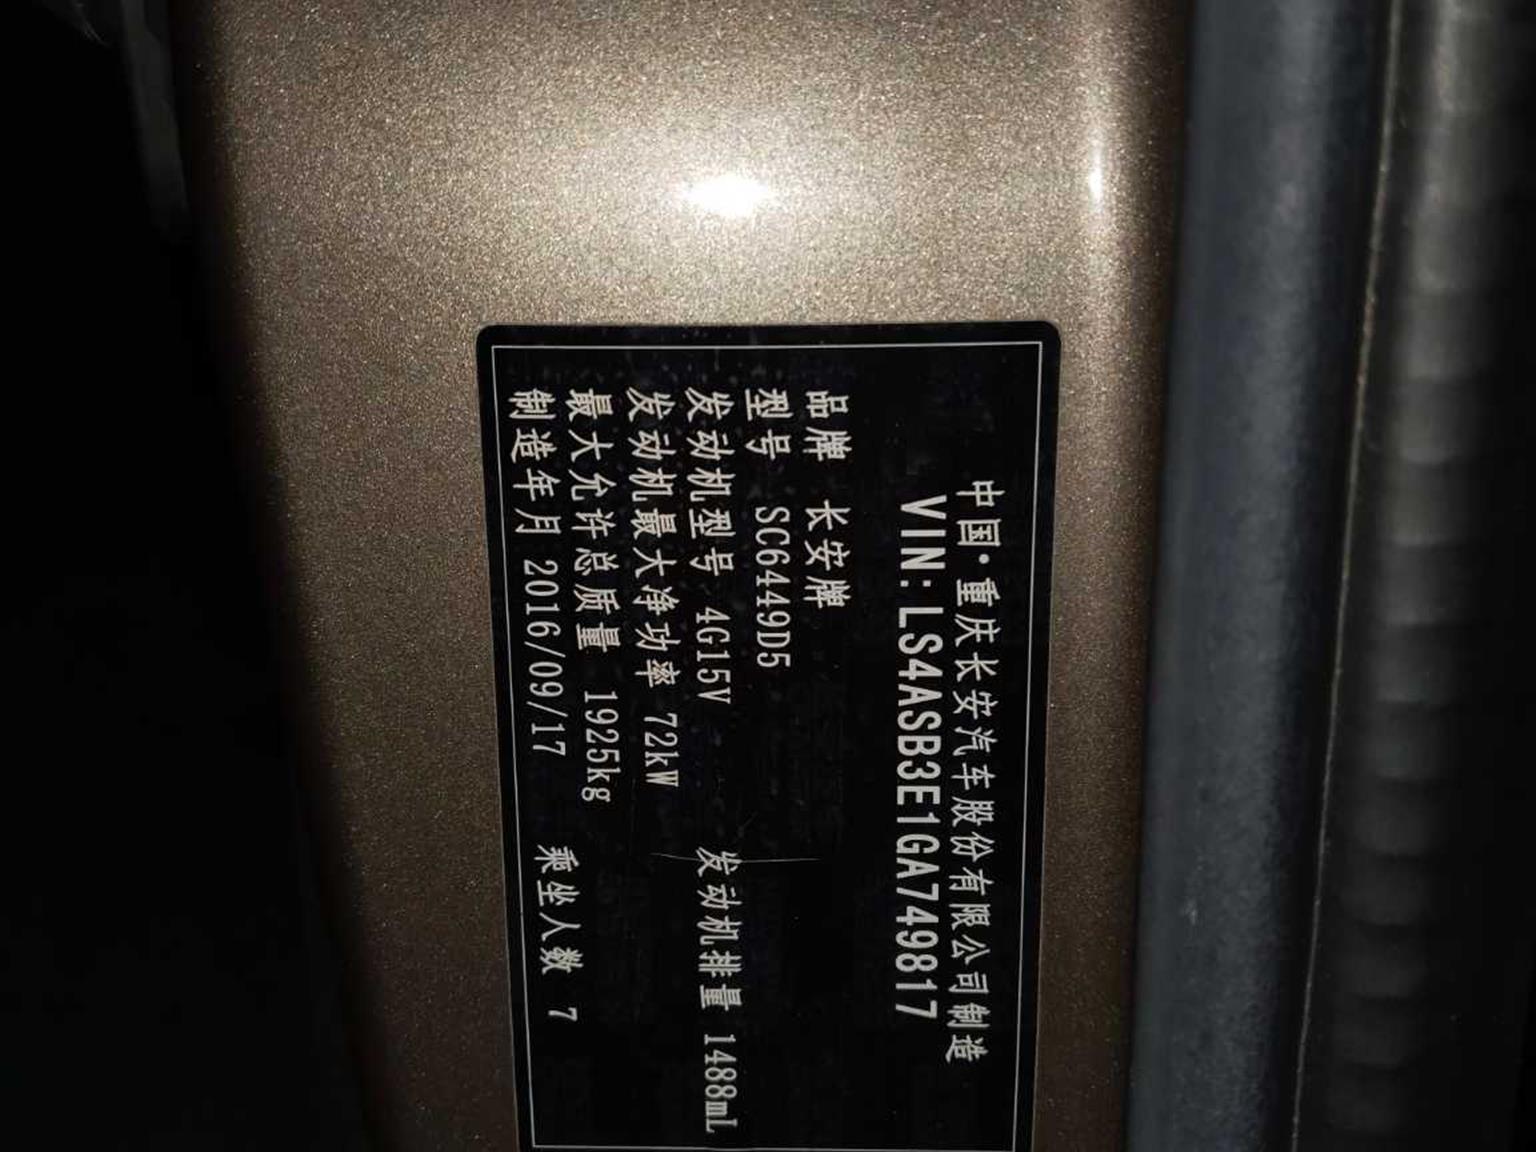 中国·重庆长安汽车股份有限公司制造
VIN:LS4ASB3E1GA749817
品牌 长安牌
型号 SC6449D5
发动机型号 4G15V 发动机排量 1488mL
发动机最大净功率 72kW
最大允许总质量 1925kg
制造年月 2016/09/17 乘坐人数 7